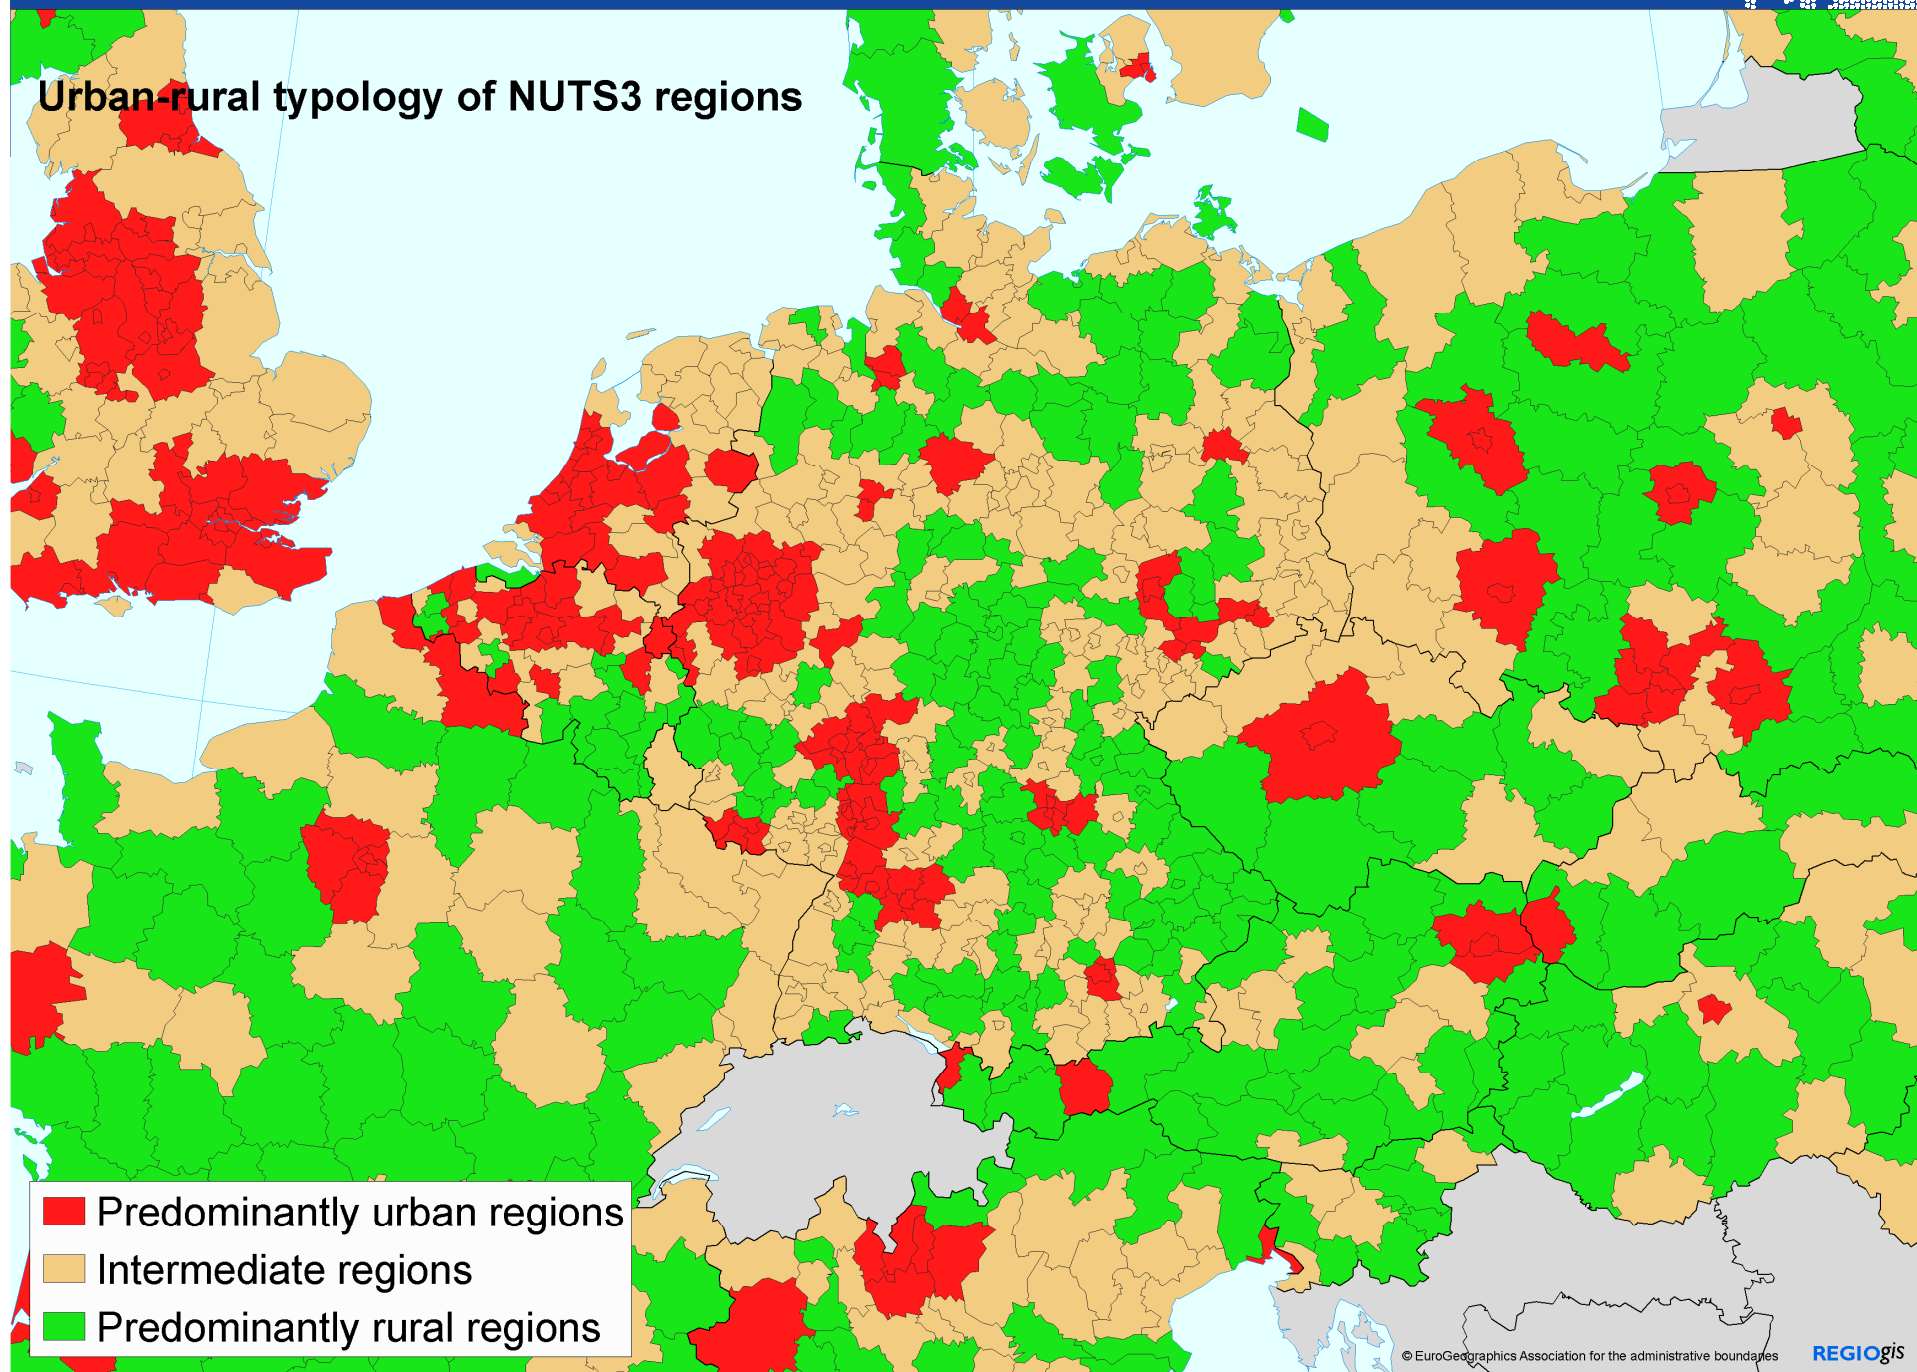 Urban-rural typology of NUTS3 regions
Predominantly urban regions
Intermediate regions
Predominantly rural regions
© EuroGeographics Association for the administrative boundaries
REGIOgis